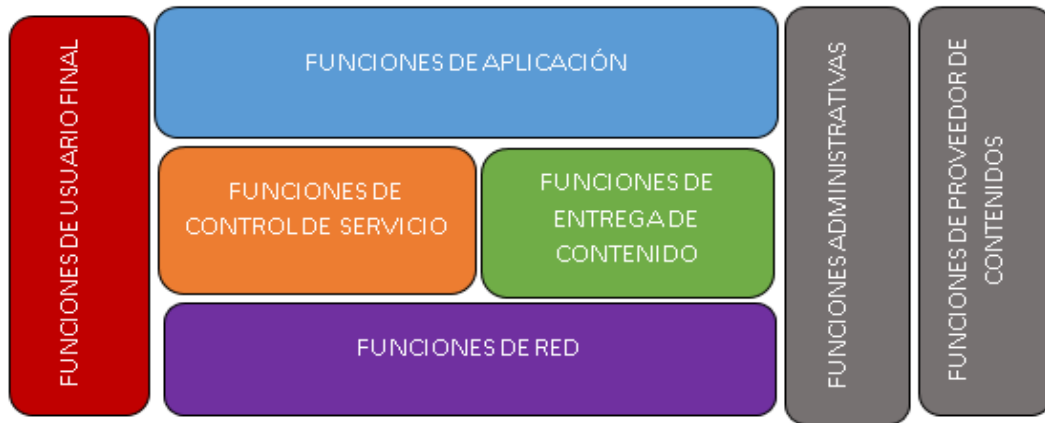 FUNCIONES DE USUARIO FINAL
FUNCIONES DE APLICACIÓN
FUNCIONES DE
CONTROL DE SERVICIO
FUNCIONES DE
ENTREGA DE
CONTENIDO
FUNCIONES DE RED
FUNCIONES ADMINISTRATIVAS
FUNCIONES DE PROVEEDOR DE
CONTENIDOS